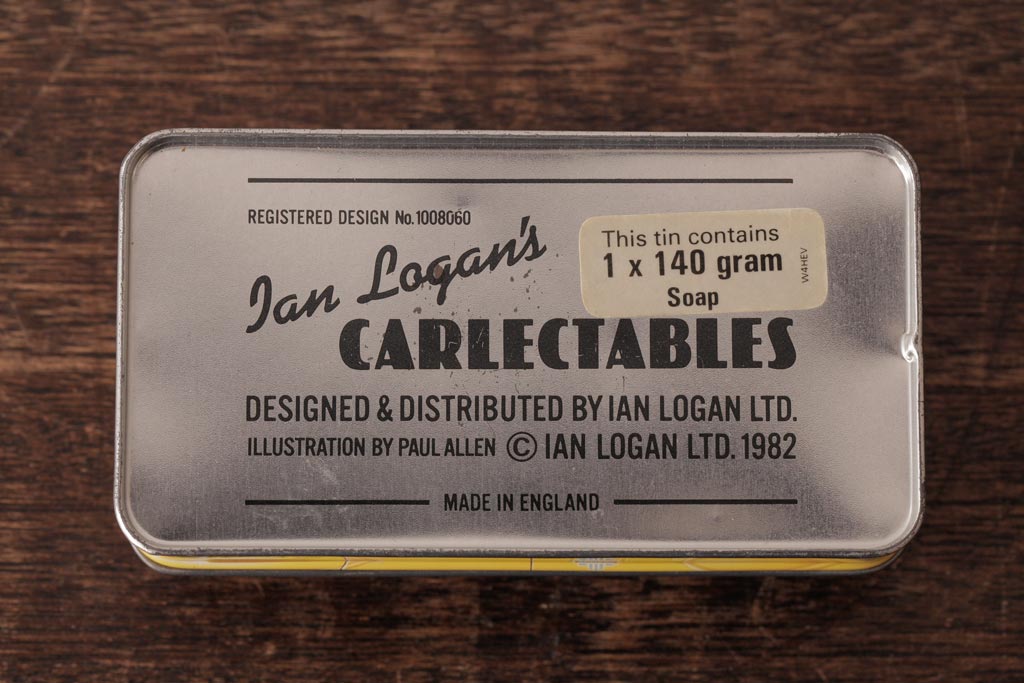 REGISTERED DESIGN No. 1008060
Ian Logan's
CARLECTABLES
This tin contains
1 x 140 gram
Soap
W4HEV
DESIGNED & DISTRIBUTED BY IAN LOGAN LTD.
ILLUSTRATION BY PAUL ALLEN © IAN LOGAN LTD. 1982
MADE IN ENGLAND